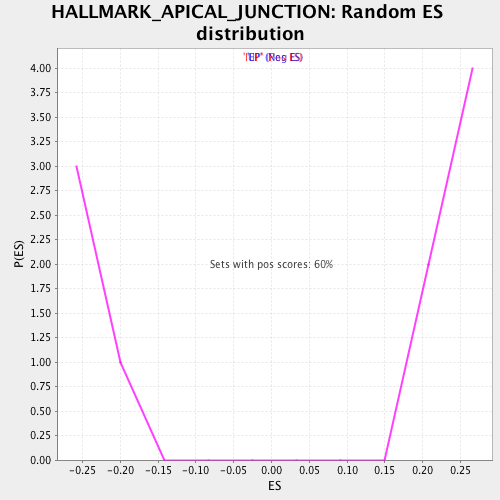 HALLMARK_APICAL_JUNCTION: Random ES
distribution
4.00
3.75
3.50
3.25
3.00
2.75
2.50
2.25
2.00
1.75
1.50
1.25
1.00
0.75
0.50
0.25
0.00
P(ES)
Sets with pos scores: 60%
-0.25 -0.20 -0.15 -0.10 -0.05 0.00 0.05 0.10 0.15 0.20 0.25
ES